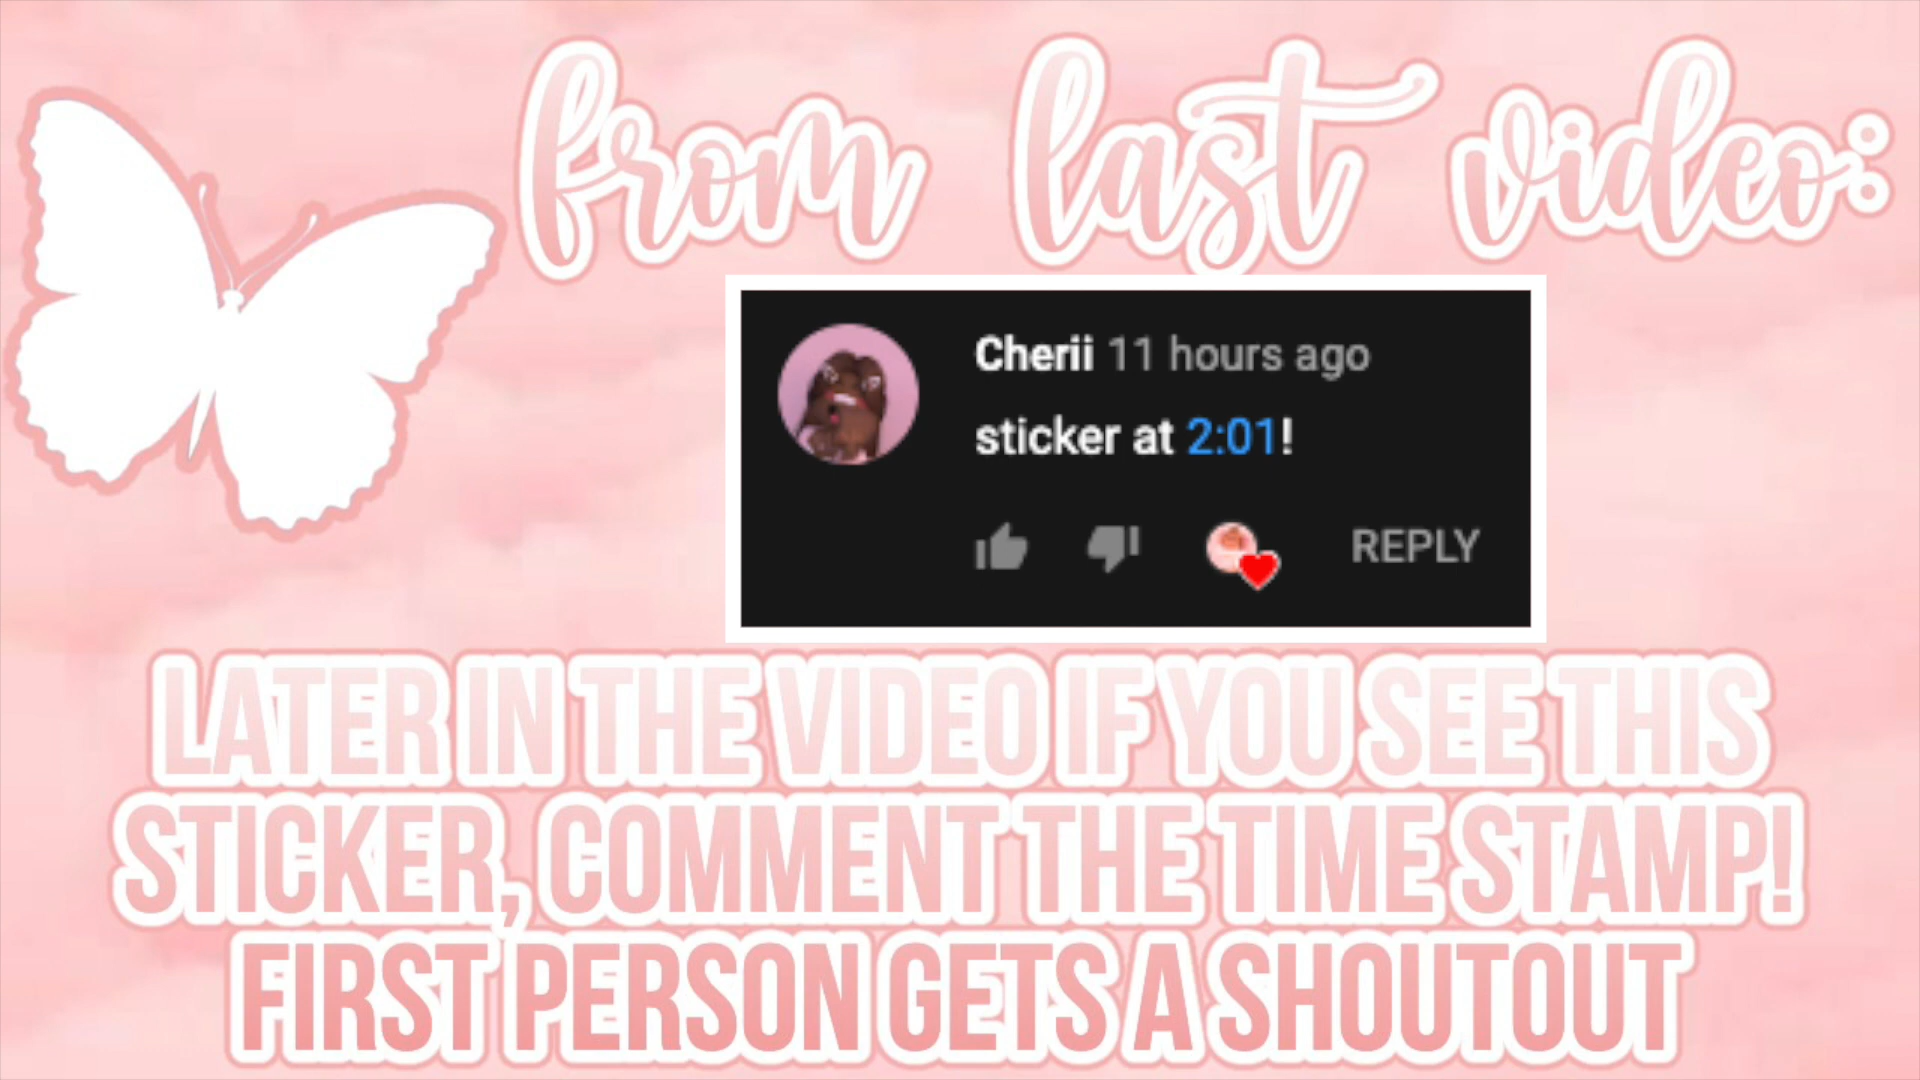 from last video:
Cherii 11 hours ago
sticker at 2:01!
REPLY
LATER IN THE VIDEO IF YOU SEE THIS
STICKER, COMMENT THE TIME STAMP!
FIRST PERSON GETS A SHOUTOUT